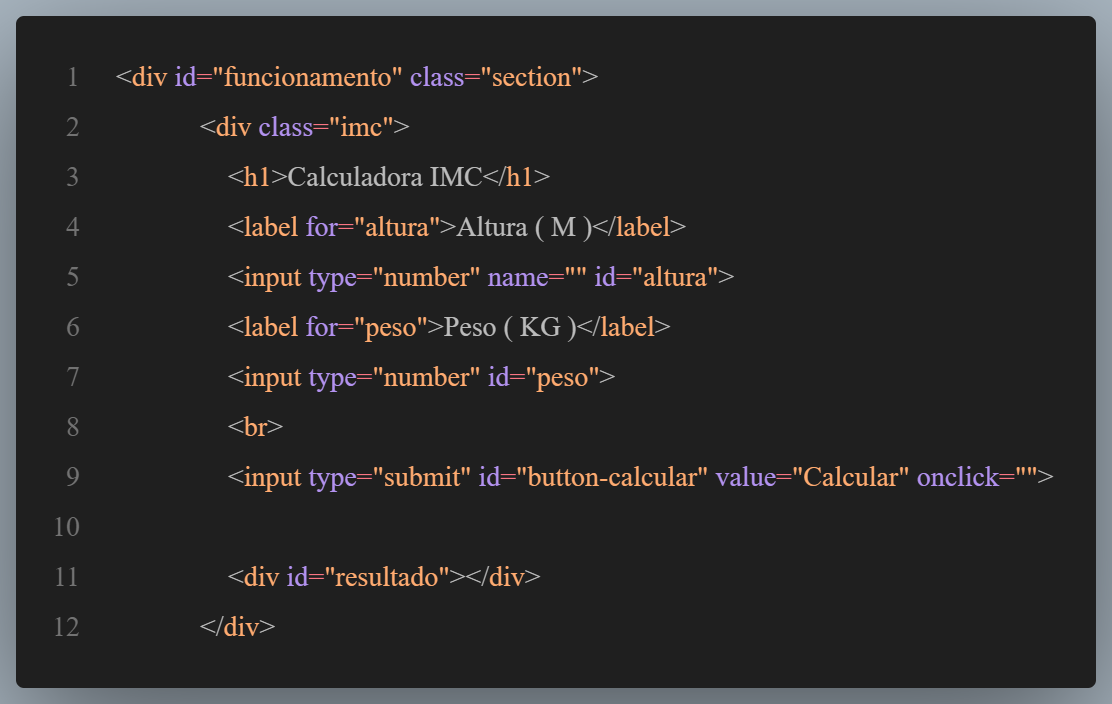 1 <div id="funcionamento" class="section">
2 <div class="imc">
3 <h1>Calculadora IMC</h1>
4 <label for="altura">Altura ( M )</label>
5 <input type="number" name="" id="altura">
6 <label for="peso">Peso ( KG )</label>
7 <input type="number" id="peso">
8 <br>
9 <input type="submit" id="button-calcular" value="Calcular" onclick="">
10
11 <div id="resultado"></div>
12 </div>